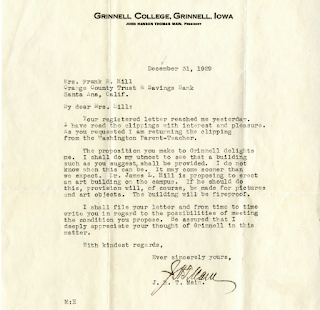 GRINNELL COLLEGE, GRINNELL, IOWA
JOHN HANSON THOMAS MAIN, PRESIDENT
December 31, 1929
Mrs. Frank E. Hill
Orange County Trust & Savings Bank
Santa Ana, Calif.
My dear Mrs. Hill:
Your registered letter reached me yesterday.
I have read the clippings with interest and pleasure.
As you requested I am returning the clipping
from the Washington Parent-Teacher.
The proposition you make to Grinnell delights
me. I shall do my utmost to see that a building
such as you suggest, shall be provided. I do not
know when this can be. It may come sooner than
we expect. Dr. James L. Hill is proposing to erect
an art building on the campus. If he should do
this, provision will, of course, be made for pictures
and art objects. The building will be fireproof.
I shall file your letter and from time to time
write you in regard to the possibilities of meeting
the condition you propose. Be assured that I
deeply appreciate your thought of Grinnell in this
matter.
With kindest regards,
Ever sincerely yours,
J H T Main
J. H. T. Main.
M:H